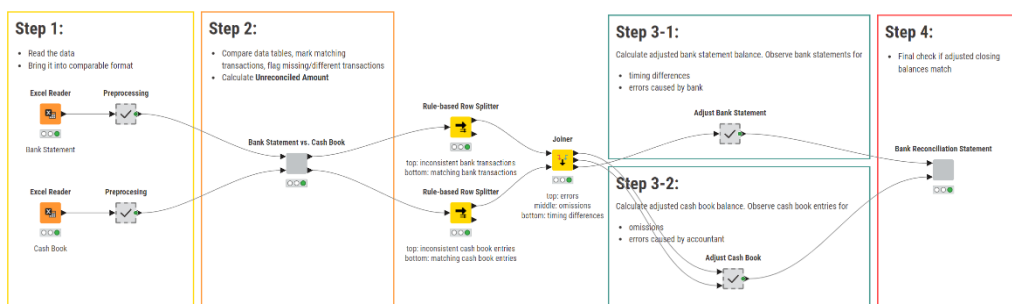 Step 1:
• Read the data
• Bring it into comparable format
Excel Reader
Preprocessing
Bank Statement
Excel Reader
Preprocessing
Cash Book
Step 2:
• Compare data tables, mark matching
transactions, flag missing/different transactions
• Calculate Unreconciled Amount
Bank Statement vs. Cash Book
Rule-based Row Splitter
top: inconsistent bank transactions
bottom: matching bank transactions
Rule-based Row Splitter
top: inconsistent cash book entries
bottom: matching cash book entries
Joiner
top: errors
middle: omissions
bottom: timing differences
Step 3-1:
Calculate adjusted bank statement balance. Observe bank statements for
• timing differences
• errors caused by bank
Adjust Bank Statement
Step 3-2:
Calculate adjusted cash book balance. Observe cash book entries for
• omissions
• errors caused by accountant
Adjust Cash Book
Step 4:
• Final check if adjusted closing
balances match
Bank Reconciliation Statement